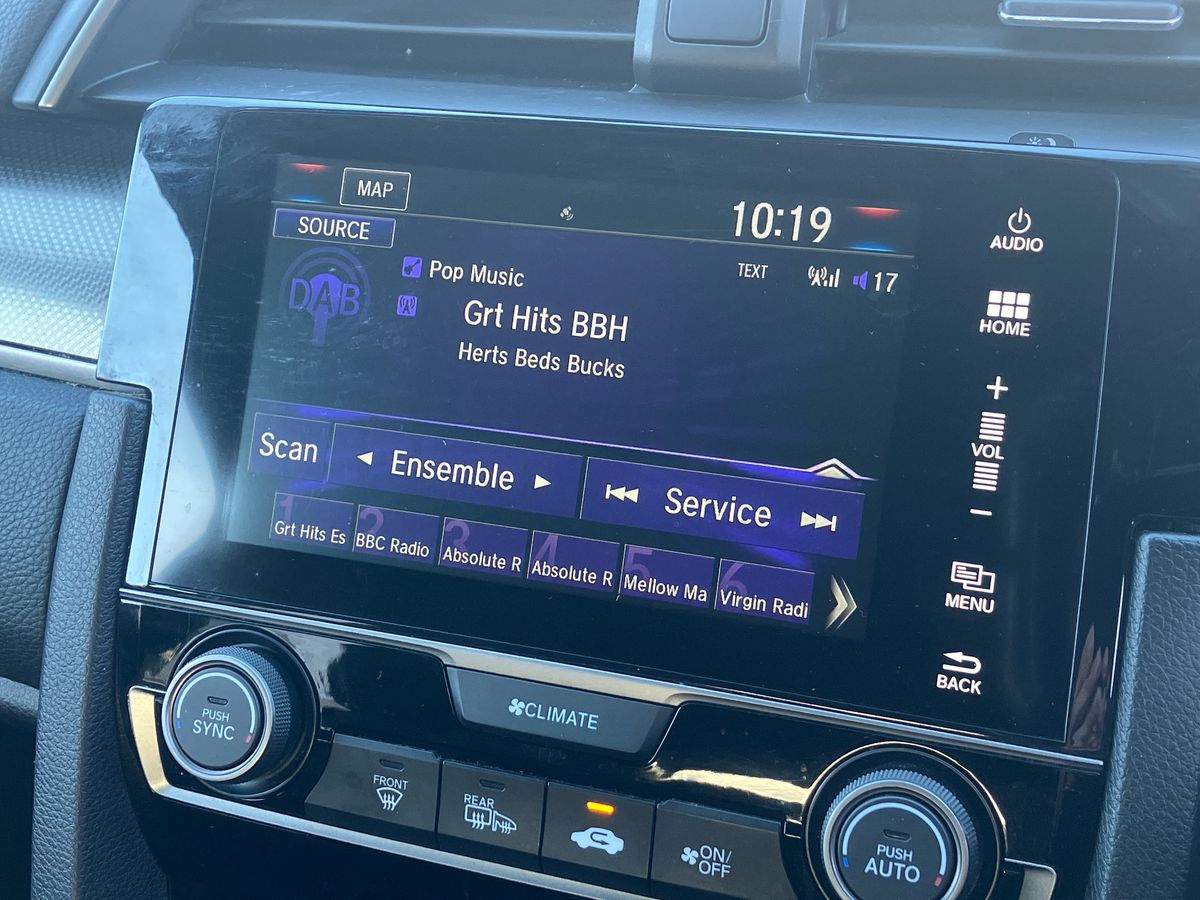 MAP
10:19
SOURCE
TEXT
17
DAB
Pop Music
Grt Hits BBH
Herts Beds Bucks
Scan
Ensemble
Service
1
Grt Hits Es
2
BBC Radio
3
Absolute R
4
Absolute R
5
Mellow Ma
6
Virgin Radi
AUDIO
HOME
+
VOL
−
MENU
BACK
CLIMATE
PUSH
SYNC
FRONT
REAR
ON/
OFF
PUSH
AUTO